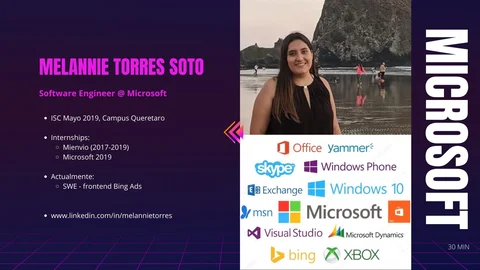 MELANNIE TORRES SOTO
Software Engineer @ Microsoft
ISC Mayo 2019, Campus Queretaro
Internships:
Mienvio (2017-2019)
Microsoft 2019
Actualmente:
SWE - frontend Bing Ads
www.linkedin.com/in/melannietorres
Office yammer
skype Windows Phone
Exchange Windows 10
msn Microsoft Office
Visual Studio Microsoft Dynamics
bing XBOX
MICROSOFT
30 MIN